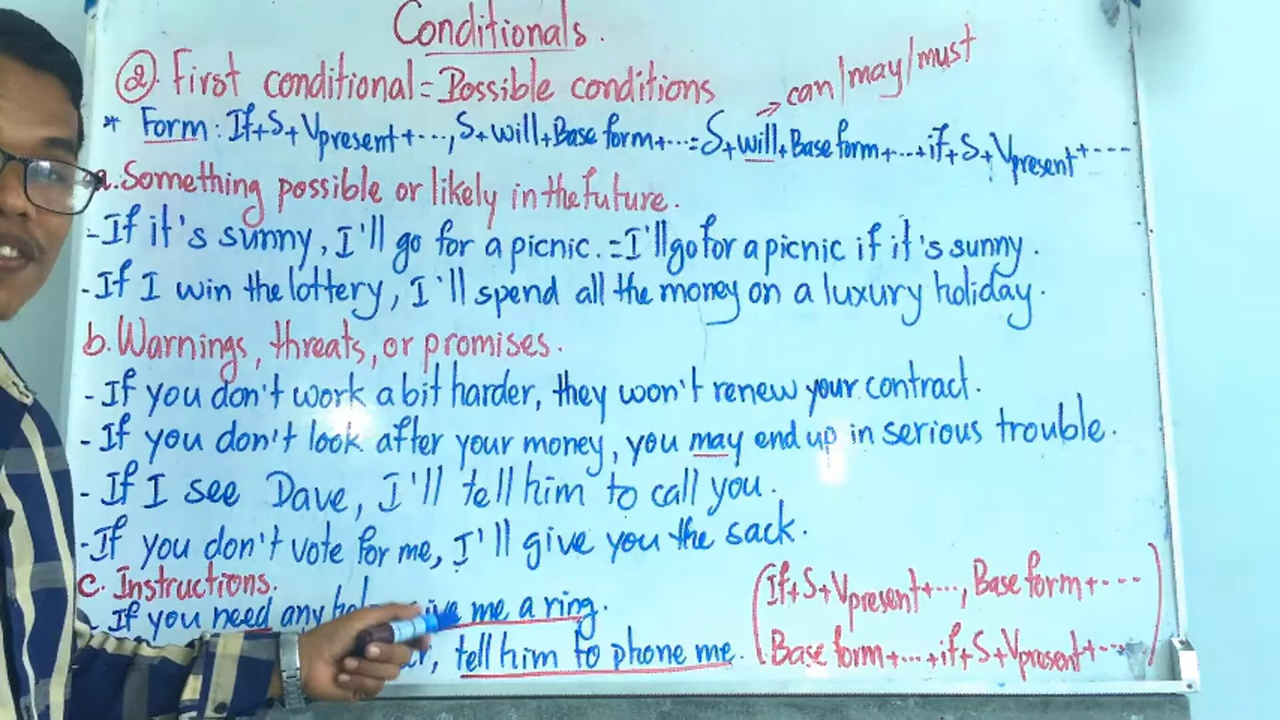 Conditionals.
② First conditional = Possible conditions → can/may/must
* Form: If+S+Vpresent+..., S+will+Base form+... = S+will+Base form+...+if+S+Vpresent+---
a. Something possible or likely in the future.
- If it's sunny, I'll go for a picnic. = I'll go for a picnic if it's sunny.
- If I win the lottery, I'll spend all the money on a luxury holiday.
b. Warnings, threats, or promises.
- If you don't work a bit harder, they won't renew your contract.
- If you don't look after your money, you may end up in serious trouble.
- If I see Dave, I'll tell him to call you.
- If you don't vote for me, I'll give you the sack.
c. Instructions.
- If you need any me a ring.
tell him to phone me.
(If+S+Vpresent+..., Base form+---
Base form+...+if+S+Vpresent+---)